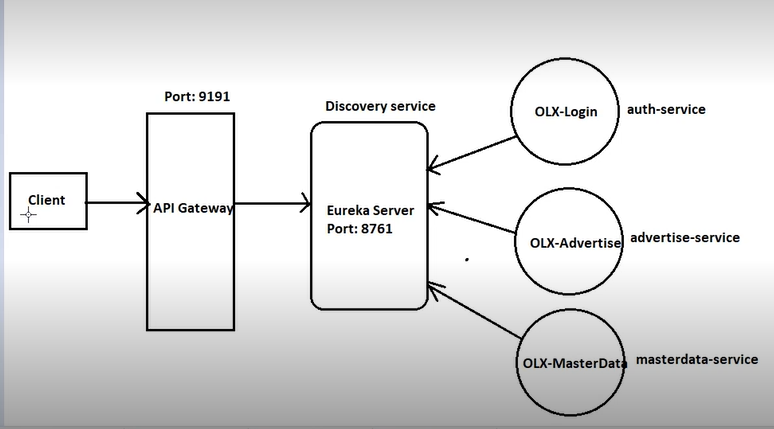 Port: 9191
Discovery service
OLX-Login
auth-service
Client
API Gateway
Eureka Server
Port: 8761
OLX-Advertise
advertise-service
OLX-MasterData
masterdata-service